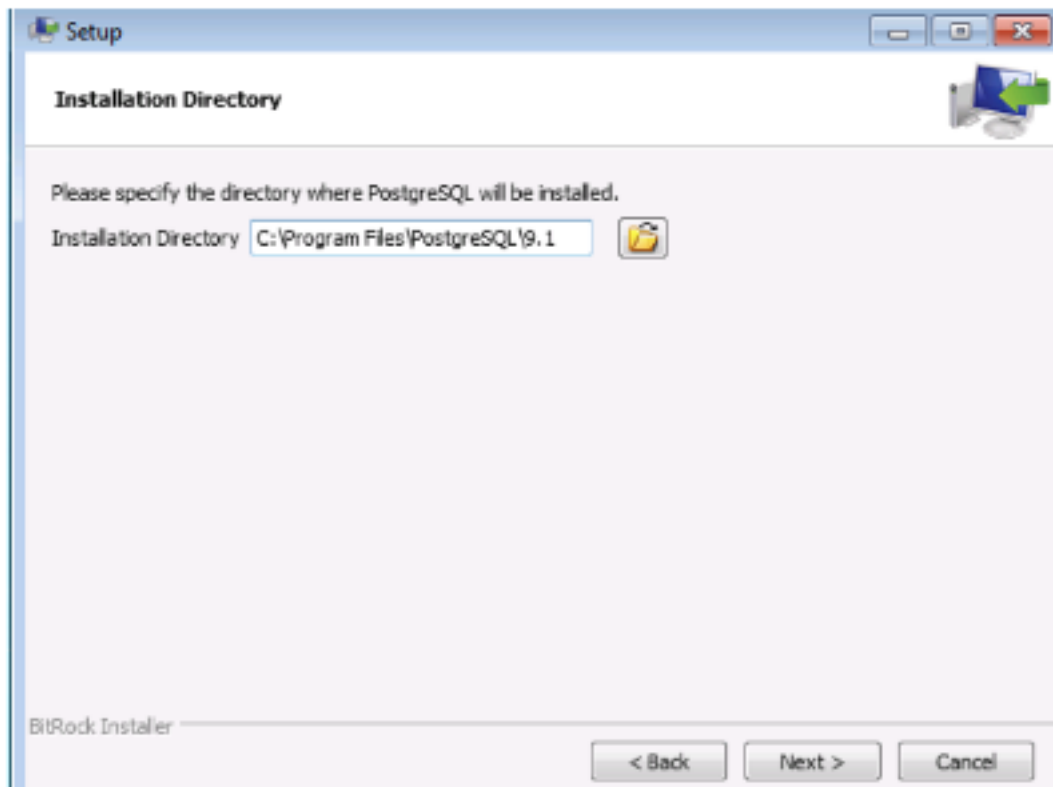 Setup
Installation Directory
Please specify the directory where PostgreSQL will be installed.
Installation Directory C:\Program Files\PostgreSQL\9.1
BitRock Installer
< Back Next > Cancel